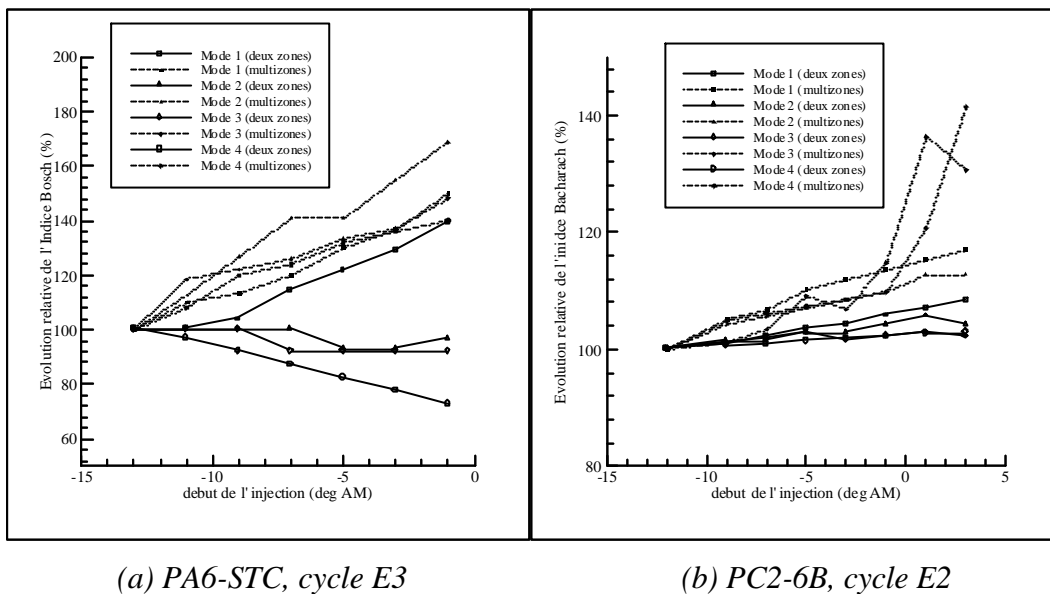 200
180
160
140
120
100
80
60
-15
-10
-5
0
Evolution relative de l'Indice Bosch (%)
debut de l'injection (deg AM)
Mode 1 (deux zones)
Mode 1 (multizones)
Mode 2 (deux zones)
Mode 2 (multizones)
Mode 3 (deux zones)
Mode 3 (multizones)
Mode 4 (deux zones)
Mode 4 (multizones)
140
120
100
80
-15
-10
-5
0
5
Evolution relative de l'inidce Bacharach (%)
debut de l'injection (deg AM)
Mode 1 (deux zones)
Mode 1 (multizones)
Mode 2 (deux zones)
Mode 2 (multizones)
Mode 3 (deux zones)
Mode 3 (multizones)
Mode 4 (deux zones)
Mode 4 (multizones)
(a) PA6-STC, cycle E3
(b) PC2-6B, cycle E2